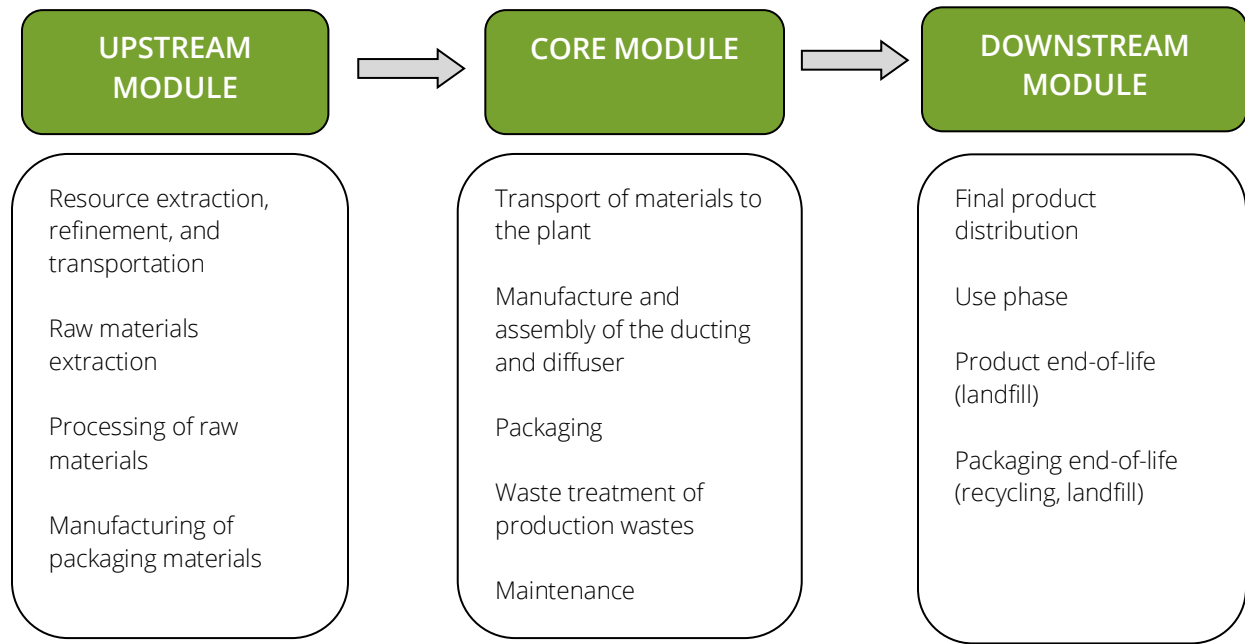 UPSTREAM
MODULE
Resource extraction,
refinement, and
transportation
Raw materials
extraction
Processing of raw
materials
Manufacturing of
packaging materials
CORE MODULE
Transport of materials to
the plant
Manufacture and
assembly of the ducting
and diffuser
Packaging
Waste treatment of
production wastes
Maintenance
DOWNSTREAM
MODULE
Final product
distribution
Use phase
Product end-of-life
(landfill)
Packaging end-of-life
(recycling, landfill)